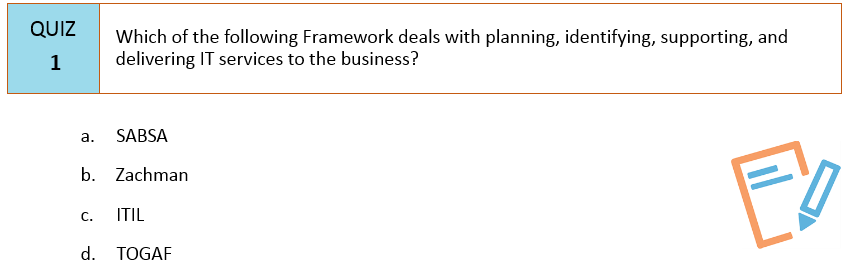 QUIZ
1
Which of the following Framework deals with planning, identifying, supporting, and
delivering IT services to the business?
a. SABSA
b. Zachman
c. ITIL
d. TOGAF